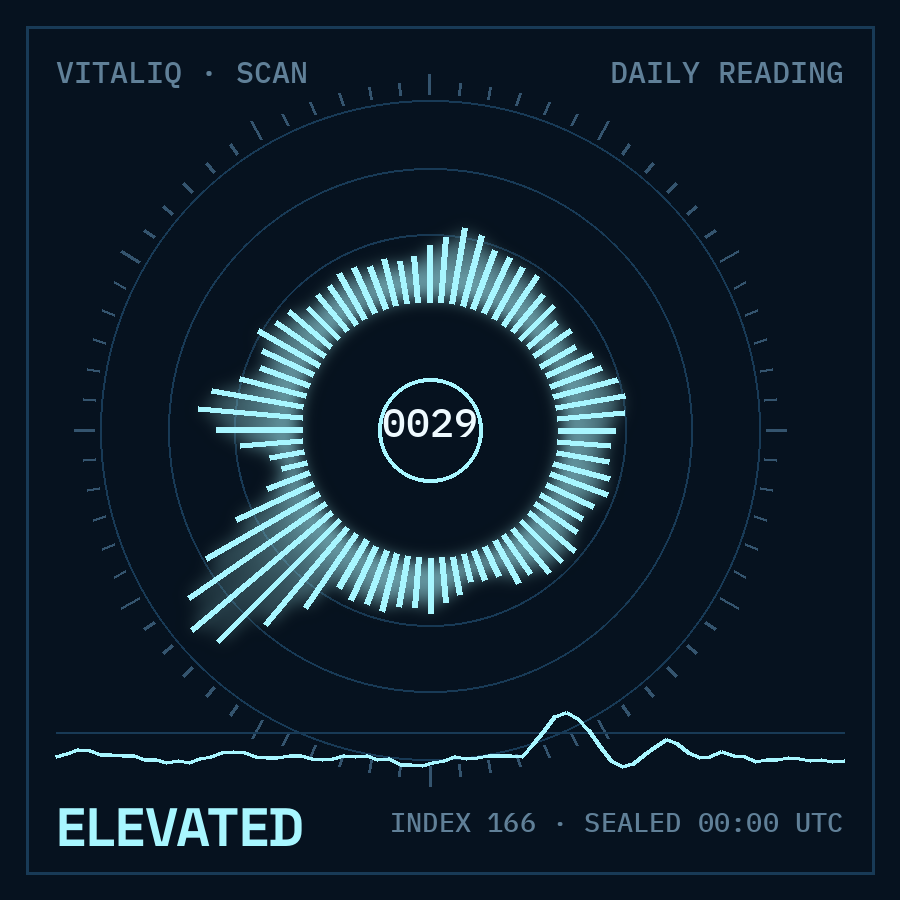 VITALIQ · SCAN
DAILY READING
0029
ELEVATED
INDEX 166 · SEALED 00:00 UTC